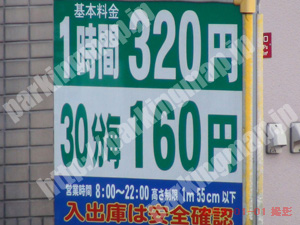 基本料金
1時間 320円
30分毎 160円
営業時間 8:00〜22:00 高さ制限 1m 55cm 以下
入出庫は安全確認
parkingmap.jp